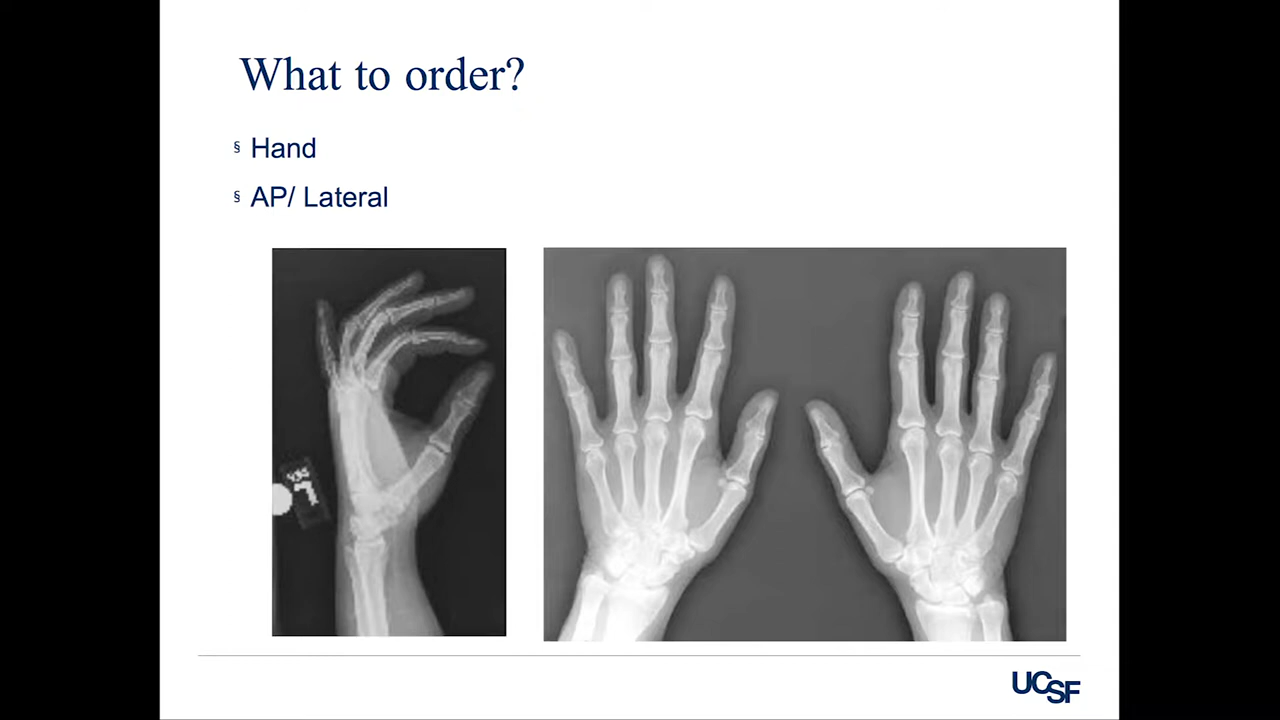 What to order?
§ Hand
§ AP/ Lateral
UCSF